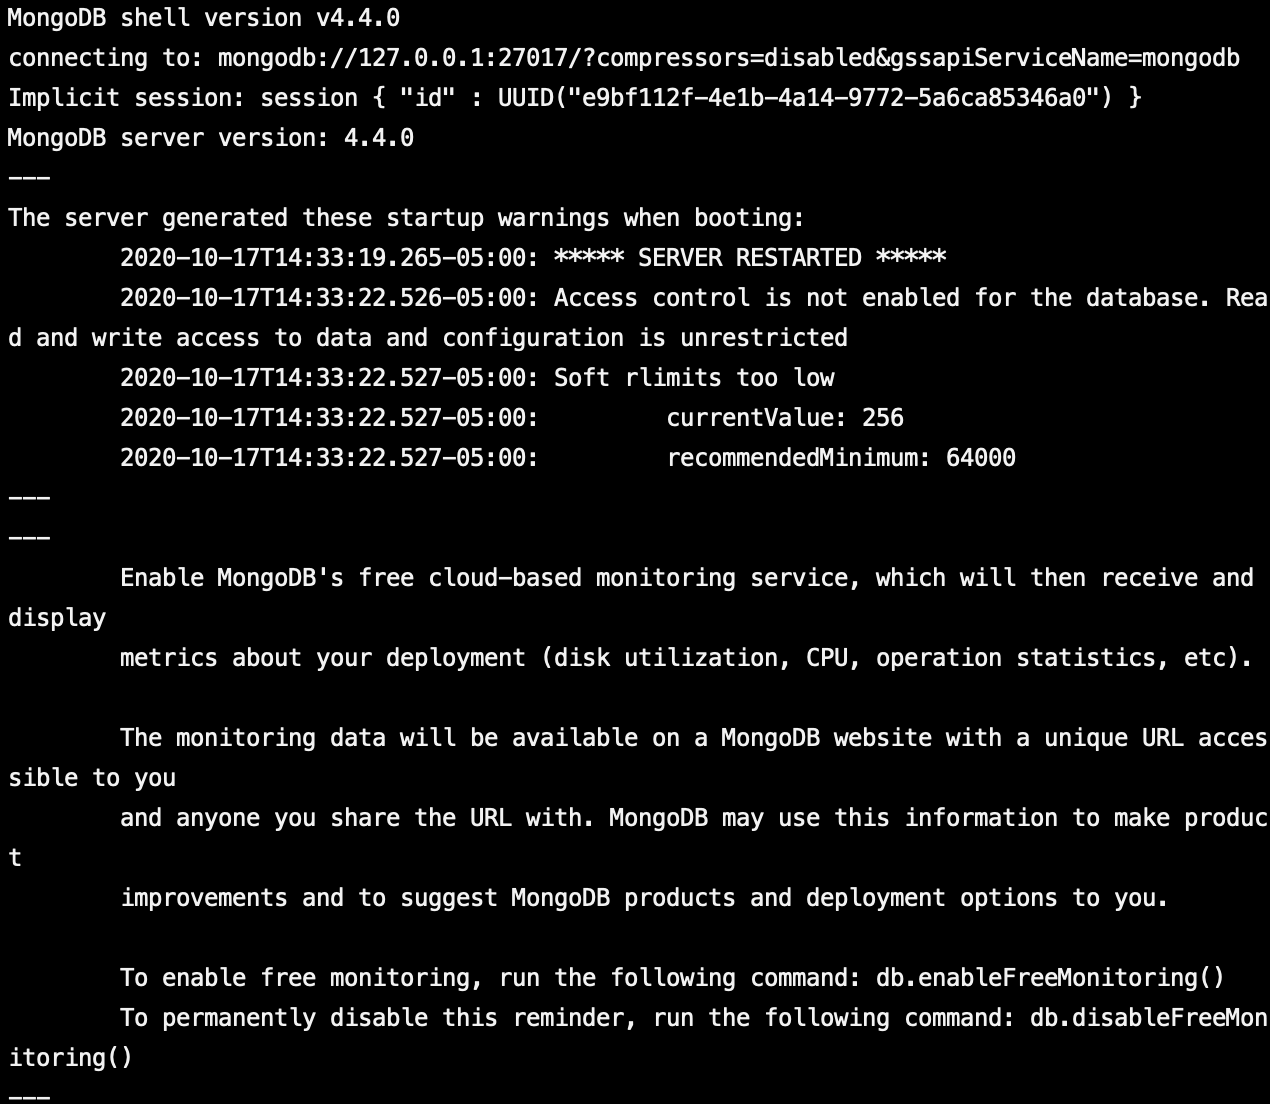 MongoDB shell version v4.4.0
connecting to: mongodb://127.0.0.1:27017/?compressors=disabled&gssapiServiceName=mongodb
Implicit session: session { "id" : UUID("e9bf112f-4e1b-4a14-9772-5a6ca85346a0") }
MongoDB server version: 4.4.0
---
The server generated these startup warnings when booting:
        2020-10-17T14:33:19.265-05:00: ***** SERVER RESTARTED *****
        2020-10-17T14:33:22.526-05:00: Access control is not enabled for the database. Rea
d and write access to data and configuration is unrestricted
        2020-10-17T14:33:22.527-05:00: Soft rlimits too low
        2020-10-17T14:33:22.527-05:00:         currentValue: 256
        2020-10-17T14:33:22.527-05:00:         recommendedMinimum: 64000
---
---
        Enable MongoDB's free cloud-based monitoring service, which will then receive and
display
        metrics about your deployment (disk utilization, CPU, operation statistics, etc).

        The monitoring data will be available on a MongoDB website with a unique URL acces
sible to you
        and anyone you share the URL with. MongoDB may use this information to make produc
t
        improvements and to suggest MongoDB products and deployment options to you.

        To enable free monitoring, run the following command: db.enableFreeMonitoring()
        To permanently disable this reminder, run the following command: db.disableFreeMon
itoring()
---